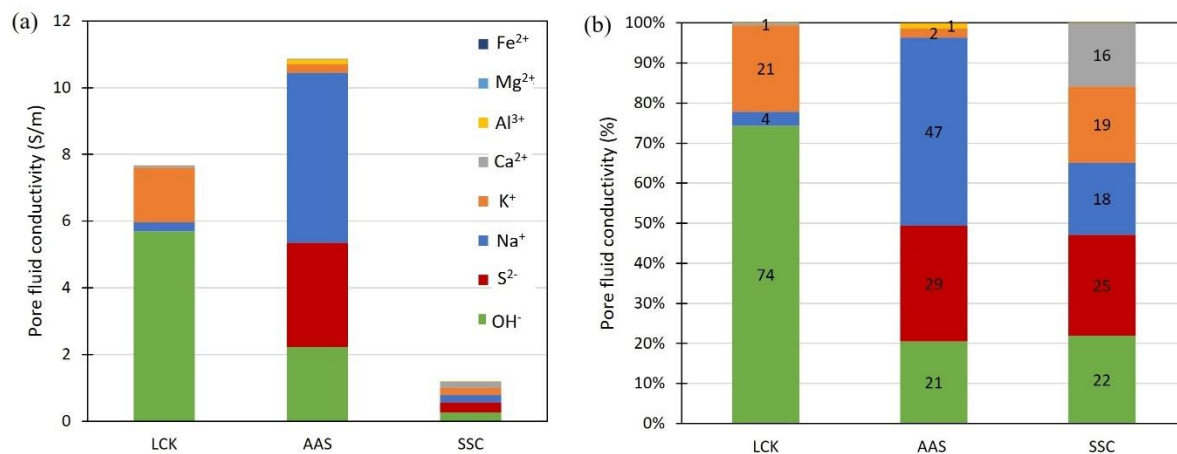 (a)
Pore fluid conductivity (S/m)
12
10
8
6
4
2
0
Fe²⁺
Mg²⁺
Al³⁺
Ca²⁺
K⁺
Na⁺
S²⁻
OH⁻
LCK AAS SSC
(b)
Pore fluid conductivity (%)
100%
90%
80%
70%
60%
50%
40%
30%
20%
10%
0%
1
21
4
74
1
2
47
29
21
16
19
18
25
22
LCK AAS SSC